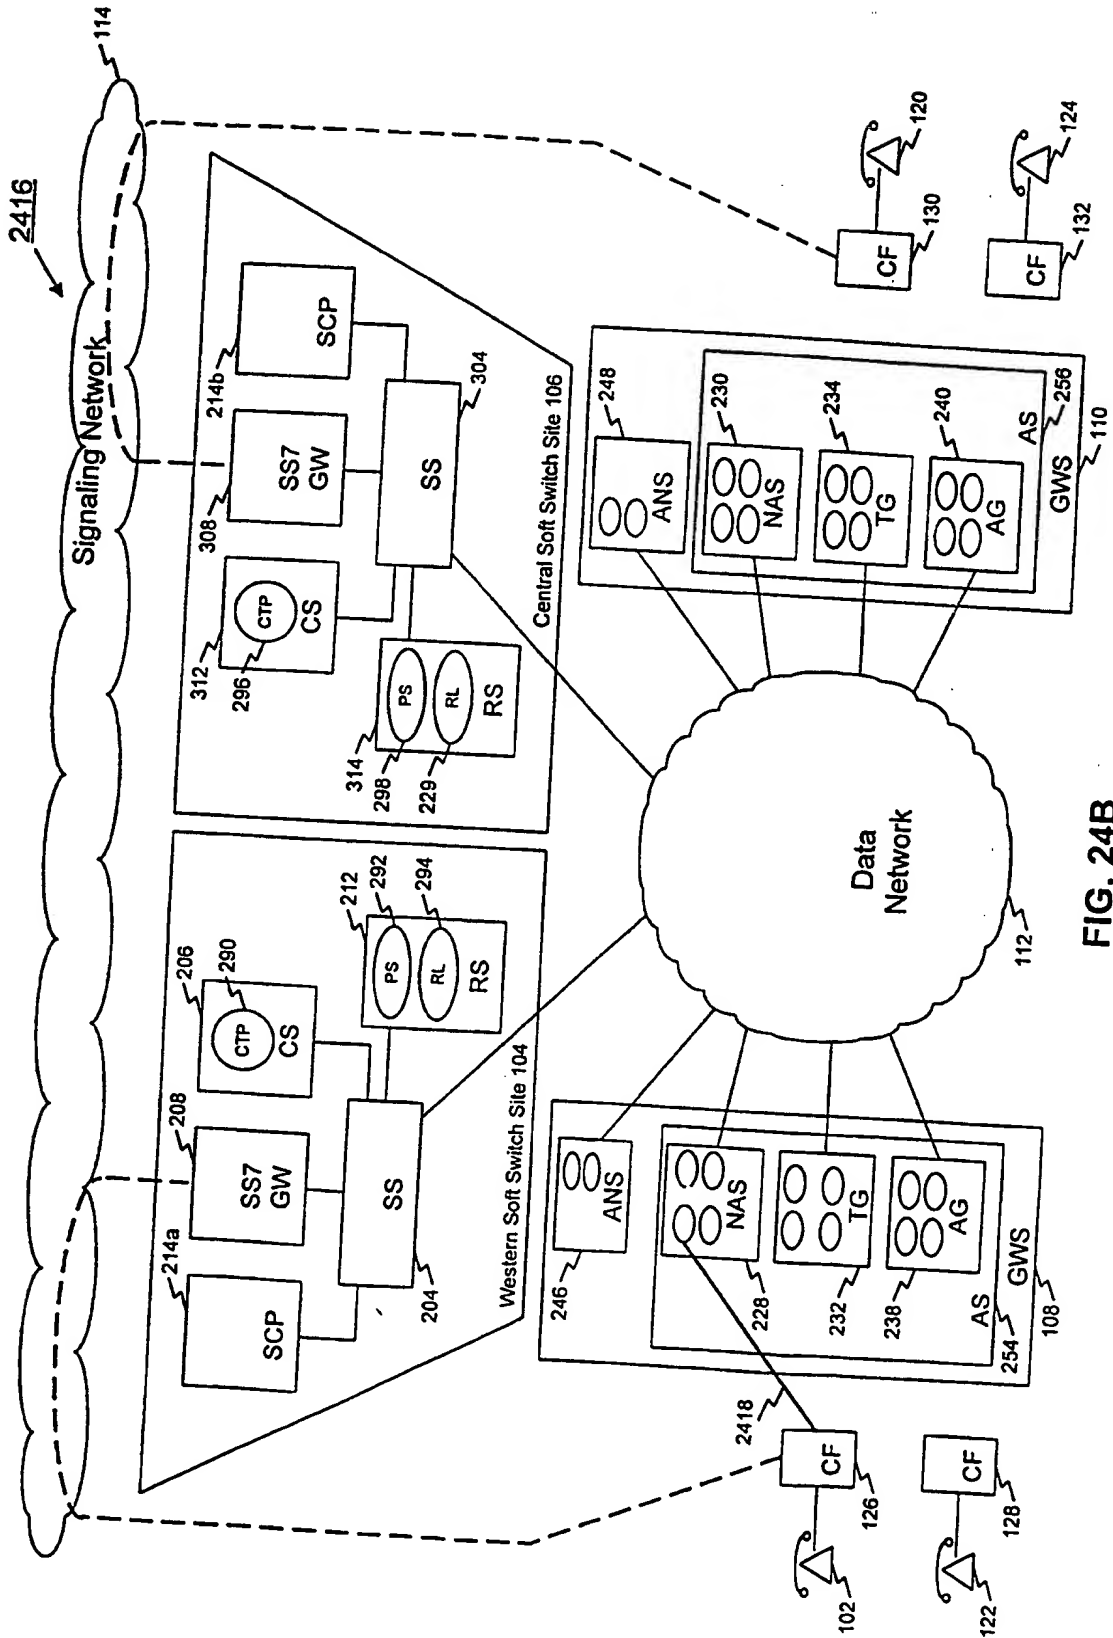 2416
114
Signaling Network
214a
SCP
208
SS7
GW
206
290
CTP
CS
212
292
PS
294
RL
RS
SS
204
Western Soft Switch Site 104
312
296
CTP
CS
308
SS7
GW
214b
SCP
314
298
PS
229
RL
RS
SS
304
Central Soft Switch Site 106
246
ANS
NAS
228
TG
232
AG
238
AS
254
GWS
108
2418
CF
126
102
CF
128
122
Data
Network
112
ANS
248
NAS
230
TG
234
AG
240
AS
256
GWS
110
CF
130
120
CF
132
124
FIG. 24B